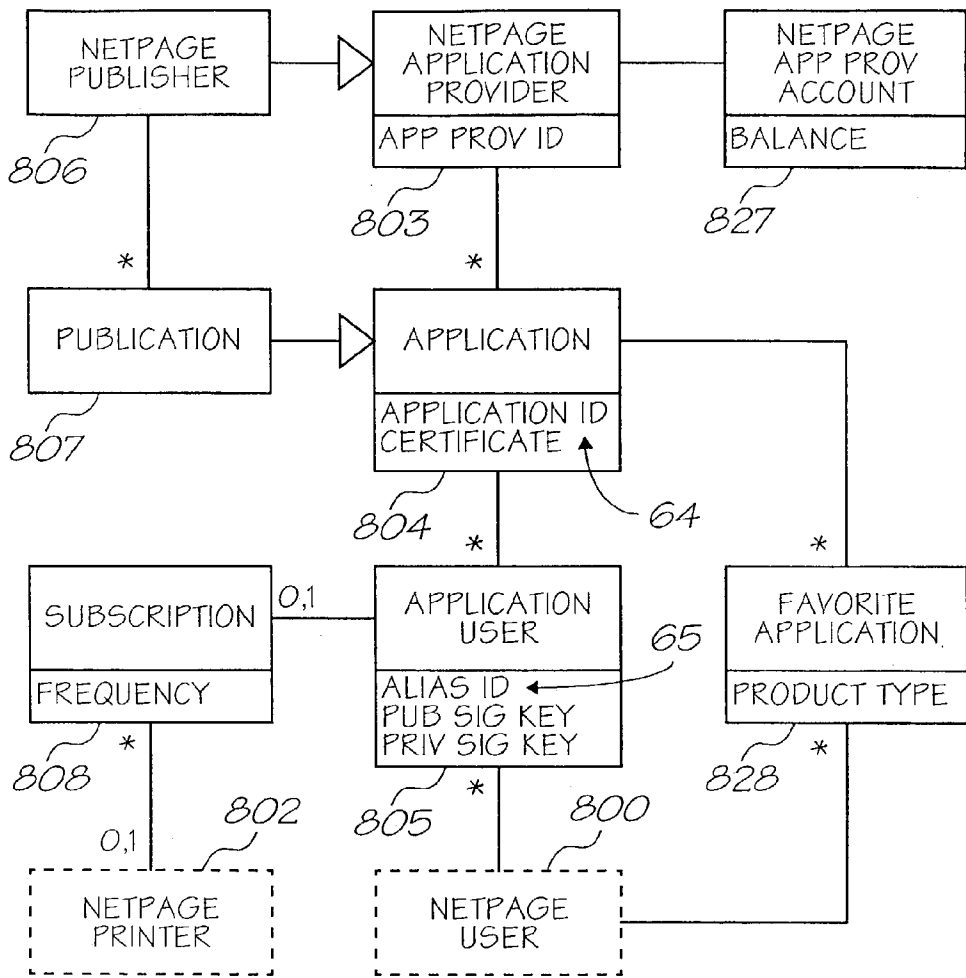 NETPAGE
PUBLISHER
NETPAGE
APPLICATION
PROVIDER
NETPAGE
APP PROV
ACCOUNT
APP PROV ID
BALANCE
806
803
827
*
*
PUBLICATION
APPLICATION
APPLICATION ID
CERTIFICATE
807
804
64
*
*
SUBSCRIPTION
0,1
APPLICATION
USER
FAVORITE
APPLICATION
65
FREQUENCY
ALIAS ID
PUB SIG KEY
PRIV SIG KEY
PRODUCT TYPE
*
*
*
808
802
805
800
828
0,1
NETPAGE
PRINTER
NETPAGE
USER